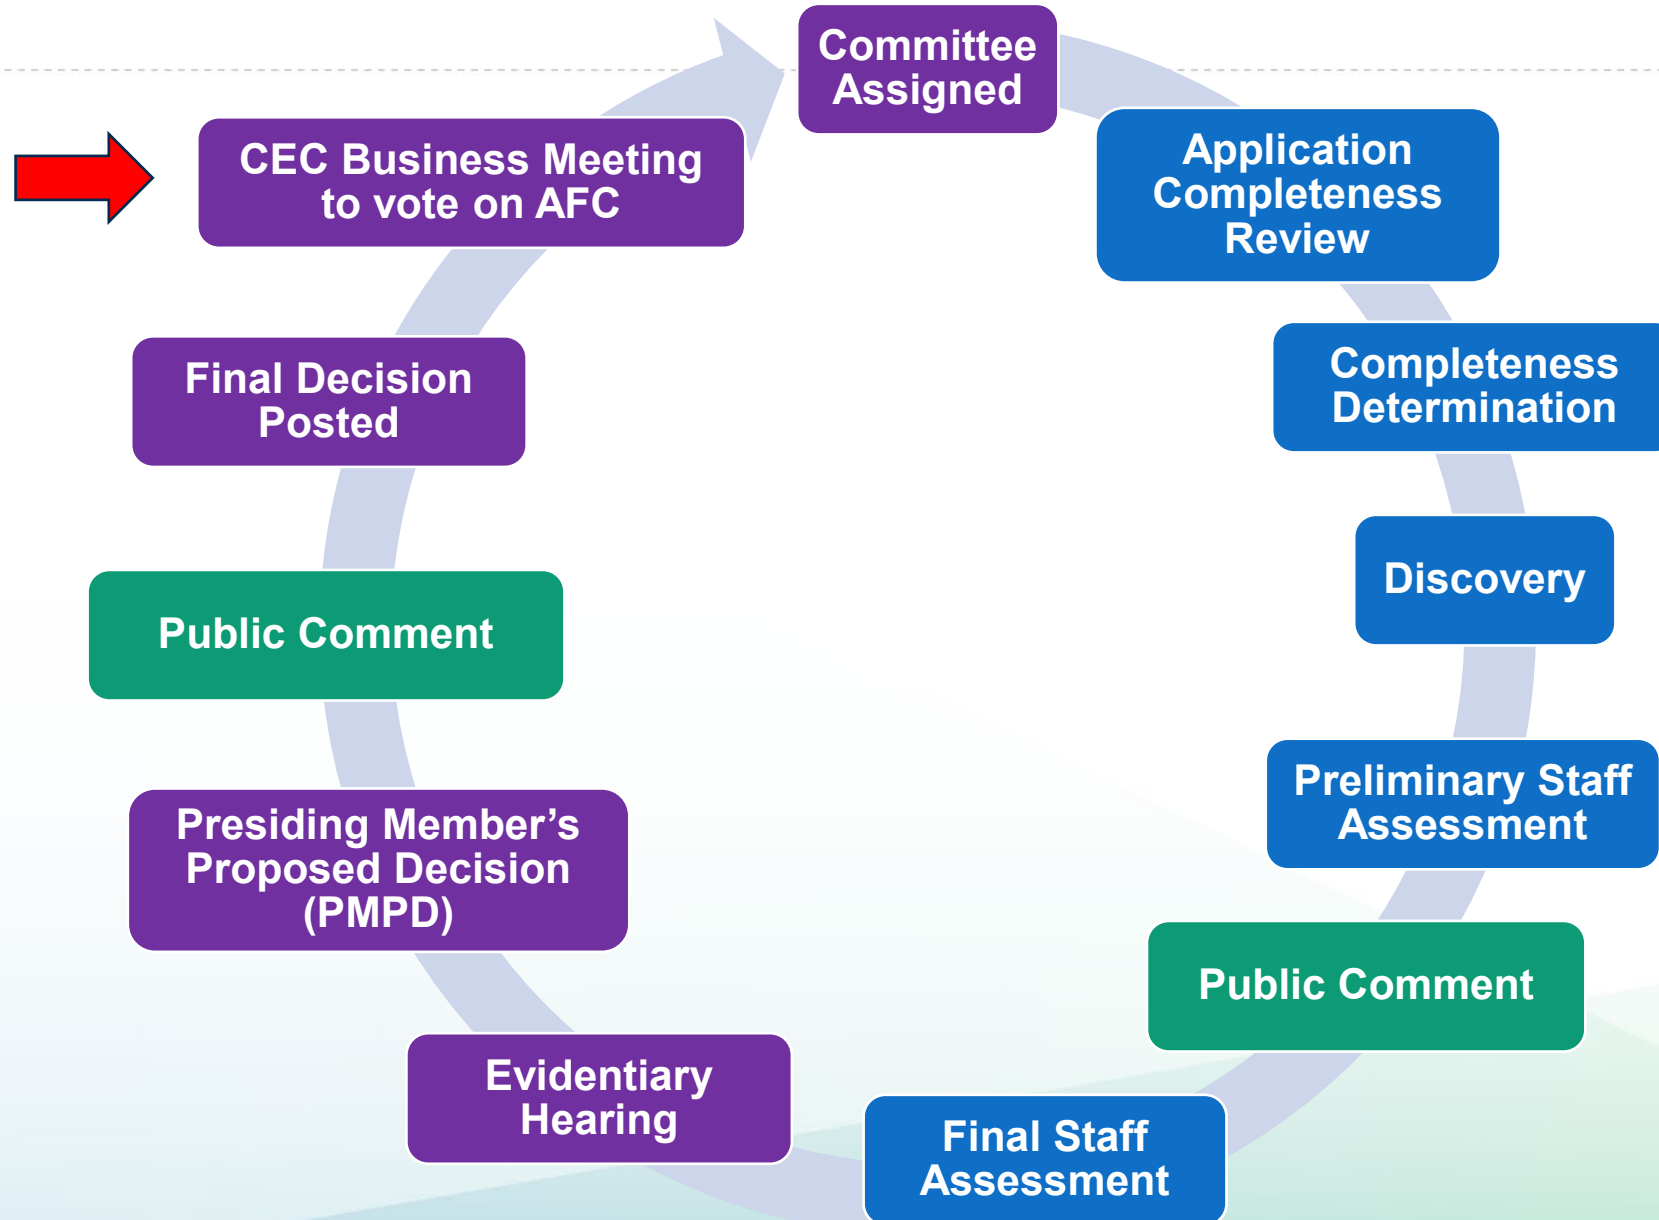 Committee
Assigned
Application
Completeness
Review
Completeness
Determination
Discovery
Preliminary Staff
Assessment
Public Comment
Final Staff
Assessment
Evidentiary
Hearing
Presiding Member’s
Proposed Decision
(PMPD)
Public Comment
Final Decision
Posted
CEC Business Meeting
to vote on AFC